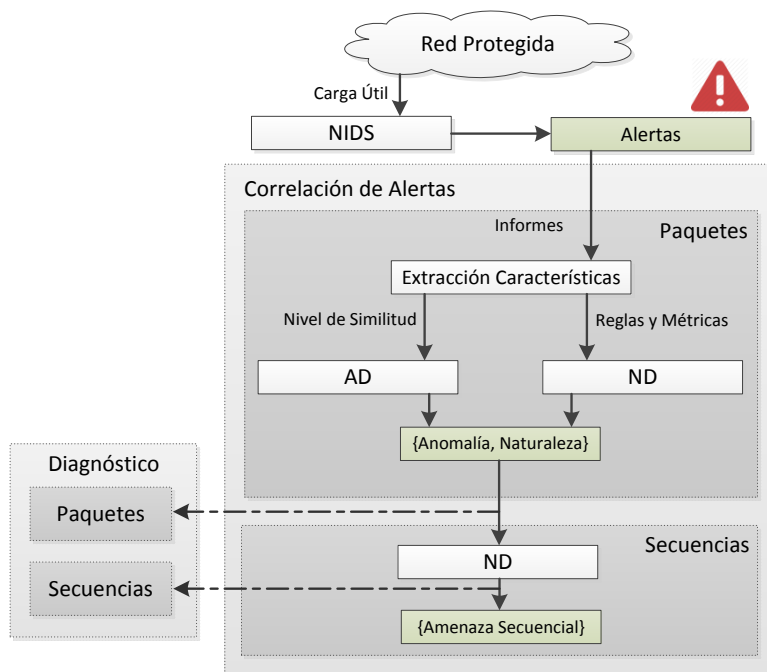 Red Protegida
Carga Útil
NIDS
Alertas
Correlación de Alertas
Informes
Paquetes
Extracción Características
Nivel de Similitud
Reglas y Métricas
AD
ND
{Anomalía, Naturaleza}
Diagnóstico
Paquetes
Secuencias
ND
Secuencias
{Amenaza Secuencial}